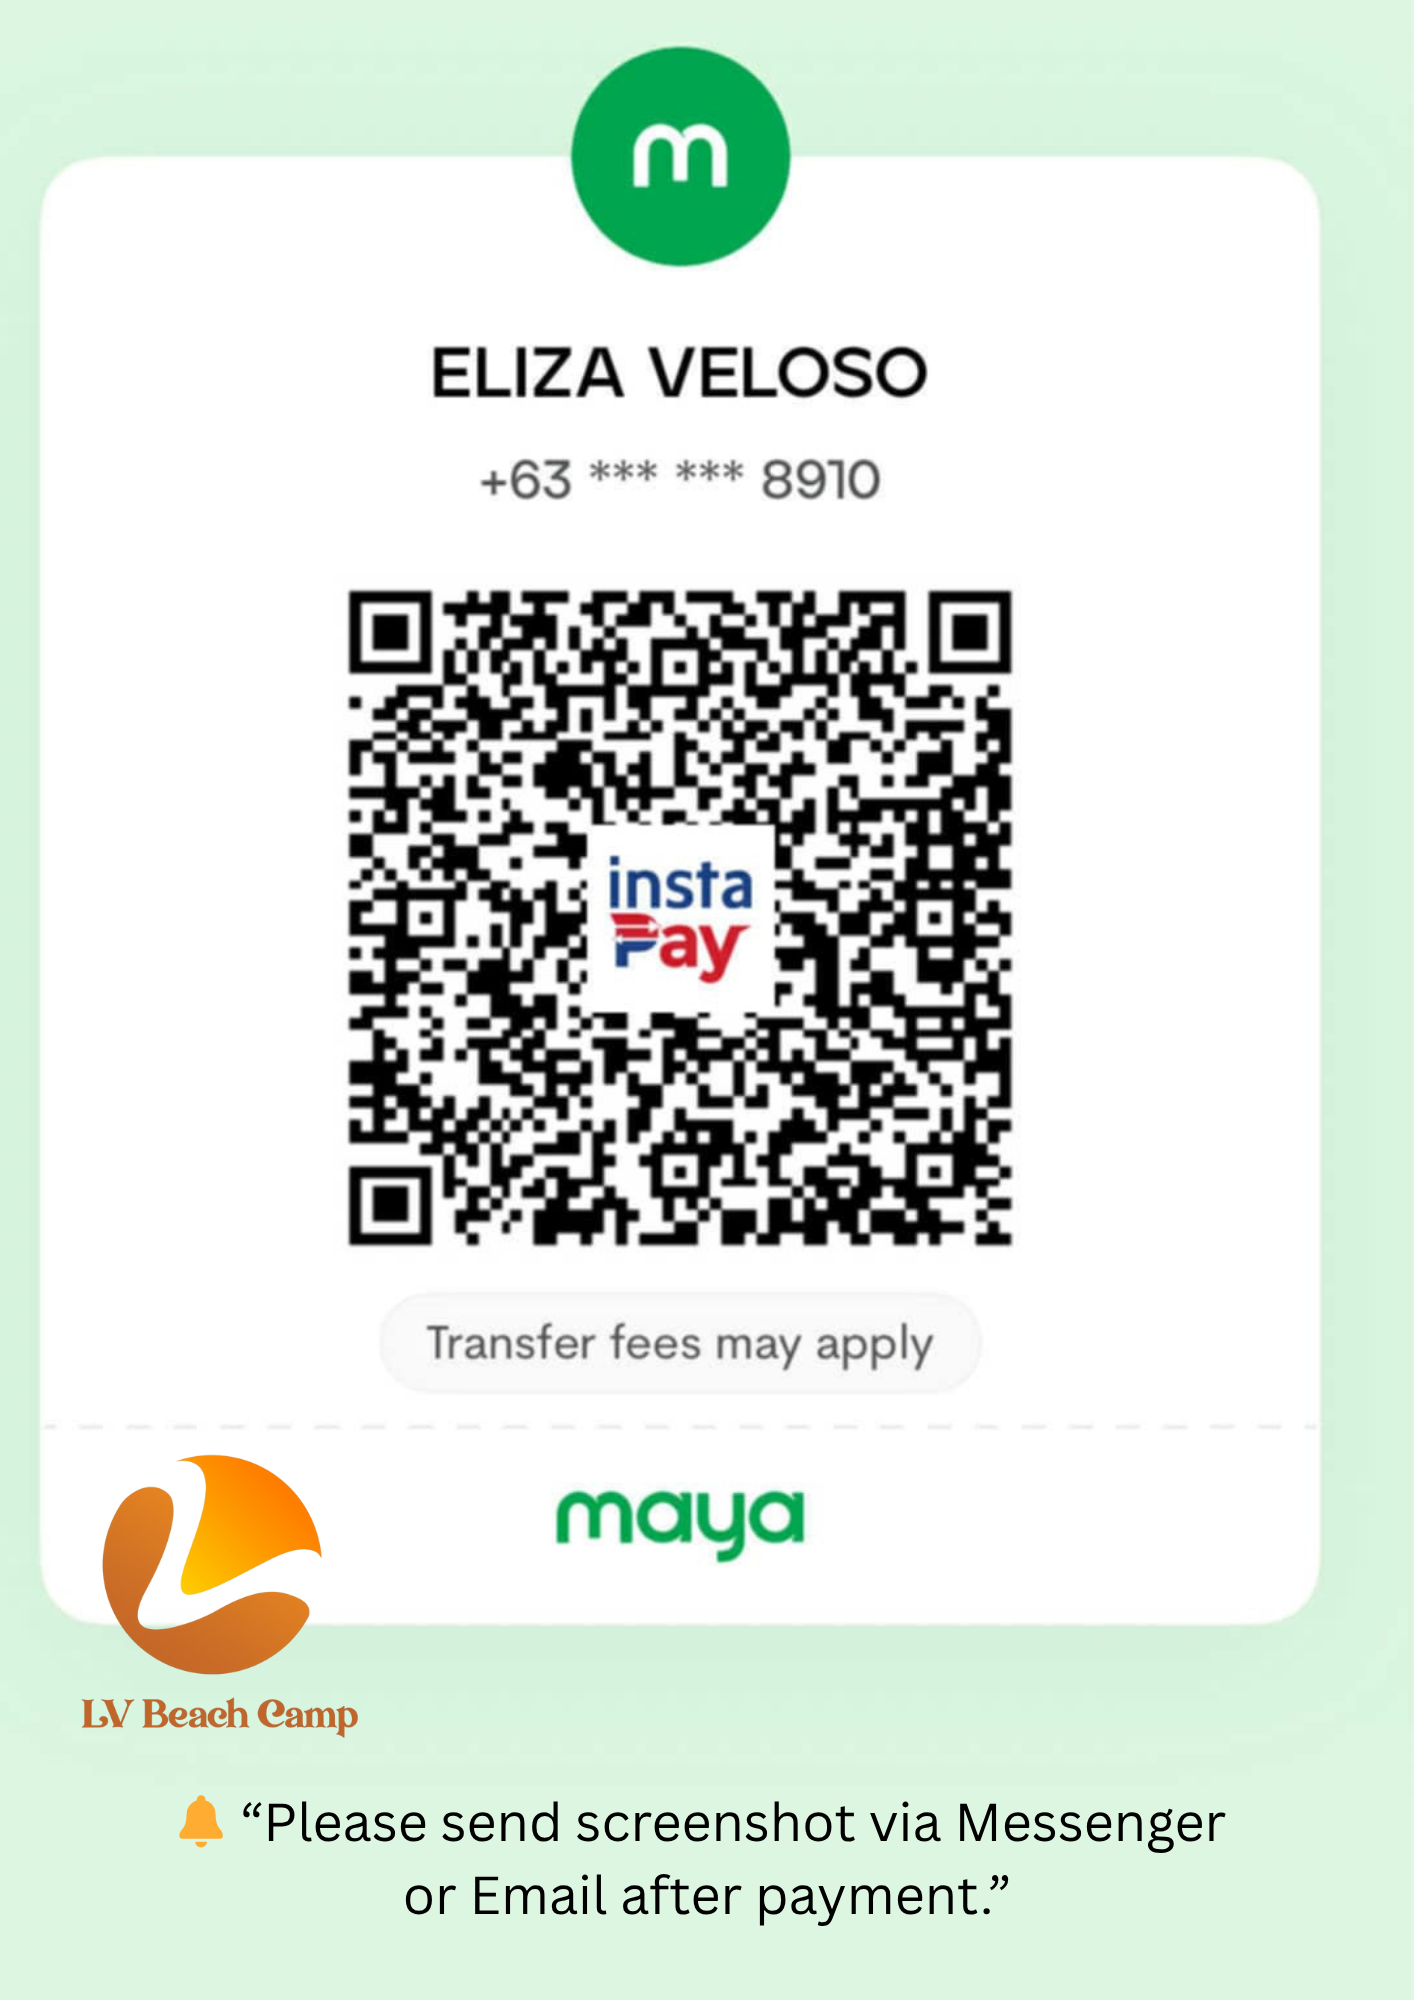 m
ELIZA VELOSO
+63 *** *** 8910
insta
Pay
Transfer fees may apply
maya
LV Beach Camp
🔔 “Please send screenshot via Messenger
or Email after payment.”